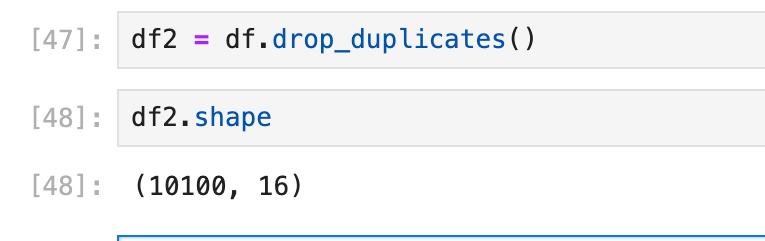 [47]: df2 = df.drop_duplicates()
[48]: df2.shape
[48]: (10100, 16)